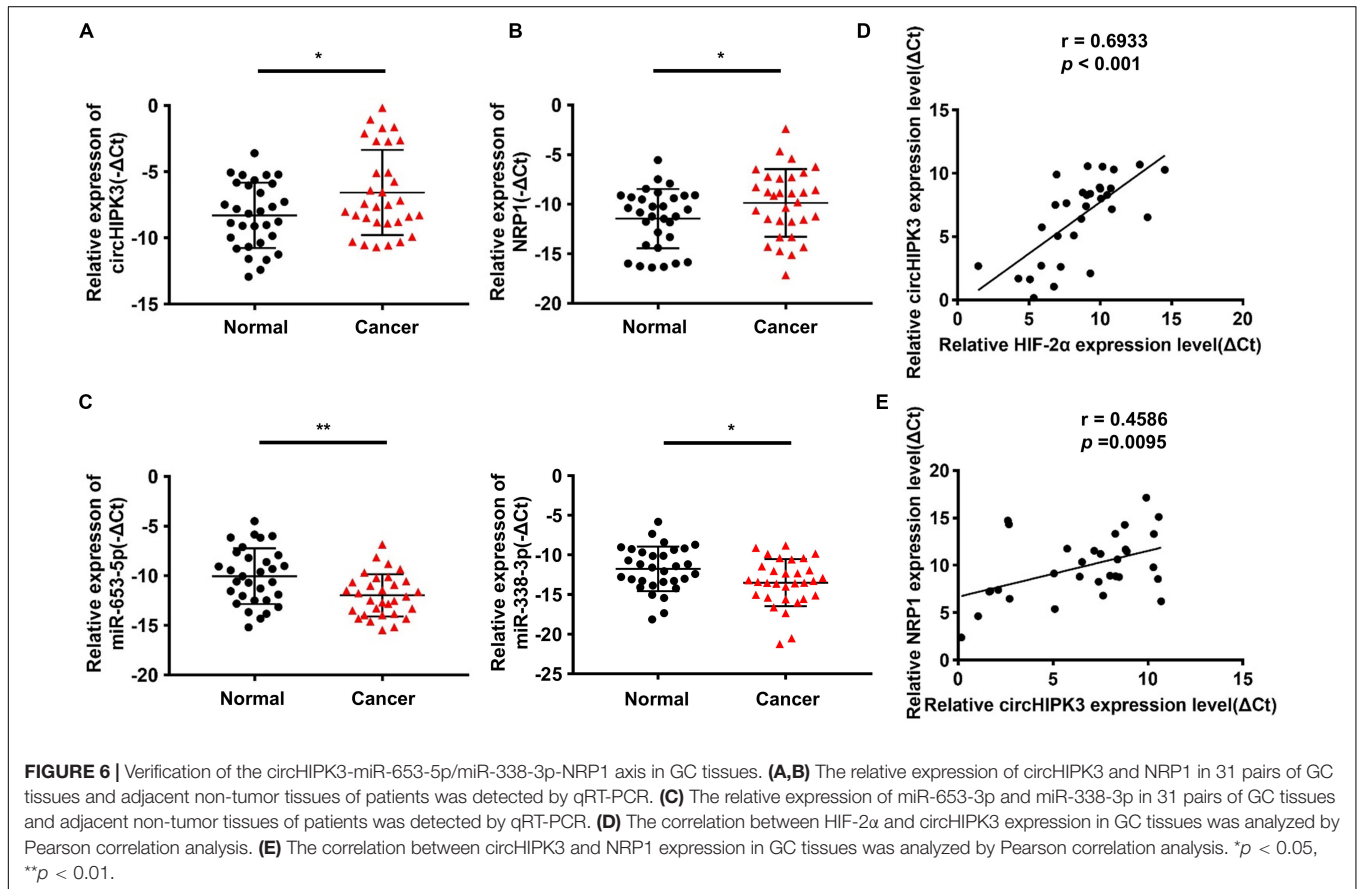 A
*
Relative expresson of
circHIPK3(-ΔCt)
0
-5
-10
-15
Normal
Cancer
B
*
Relative expresson of
NRP1(-ΔCt)
0
-5
-10
-15
-20
Normal
Cancer
D
r = 0.6933
p < 0.001
Relative circHIPK3 expression level(ΔCt)
15
10
5
0
0
5
10
15
20
Relative HIF-2α expression level(ΔCt)
C
**
Relative expresson of
miR-653-5p(-ΔCt)
0
-5
-10
-15
-20
Normal
Cancer
*
Relative expresson of
miR-338-3p(-ΔCt)
0
-5
-10
-15
-20
-25
Normal
Cancer
E
r = 0.4586
p =0.0095
Relative NRP1 expression level(ΔCt)
20
15
10
5
0
0
5
10
15
Relative circHIPK3 expression level(ΔCt)
FIGURE 6 | Verification of the circHIPK3-miR-653-5p/miR-338-3p-NRP1 axis in GC tissues. (A,B) The relative expression of circHIPK3 and NRP1 in 31 pairs of GC
tissues and adjacent non-tumor tissues of patients was detected by qRT-PCR. (C) The relative expression of miR-653-3p and miR-338-3p in 31 pairs of GC tissues
and adjacent non-tumor tissues of patients was detected by qRT-PCR. (D) The correlation between HIF-2α and circHIPK3 expression in GC tissues was analyzed by
Pearson correlation analysis. (E) The correlation between circHIPK3 and NRP1 expression in GC tissues was analyzed by Pearson correlation analysis. *p < 0.05,
**p < 0.01.